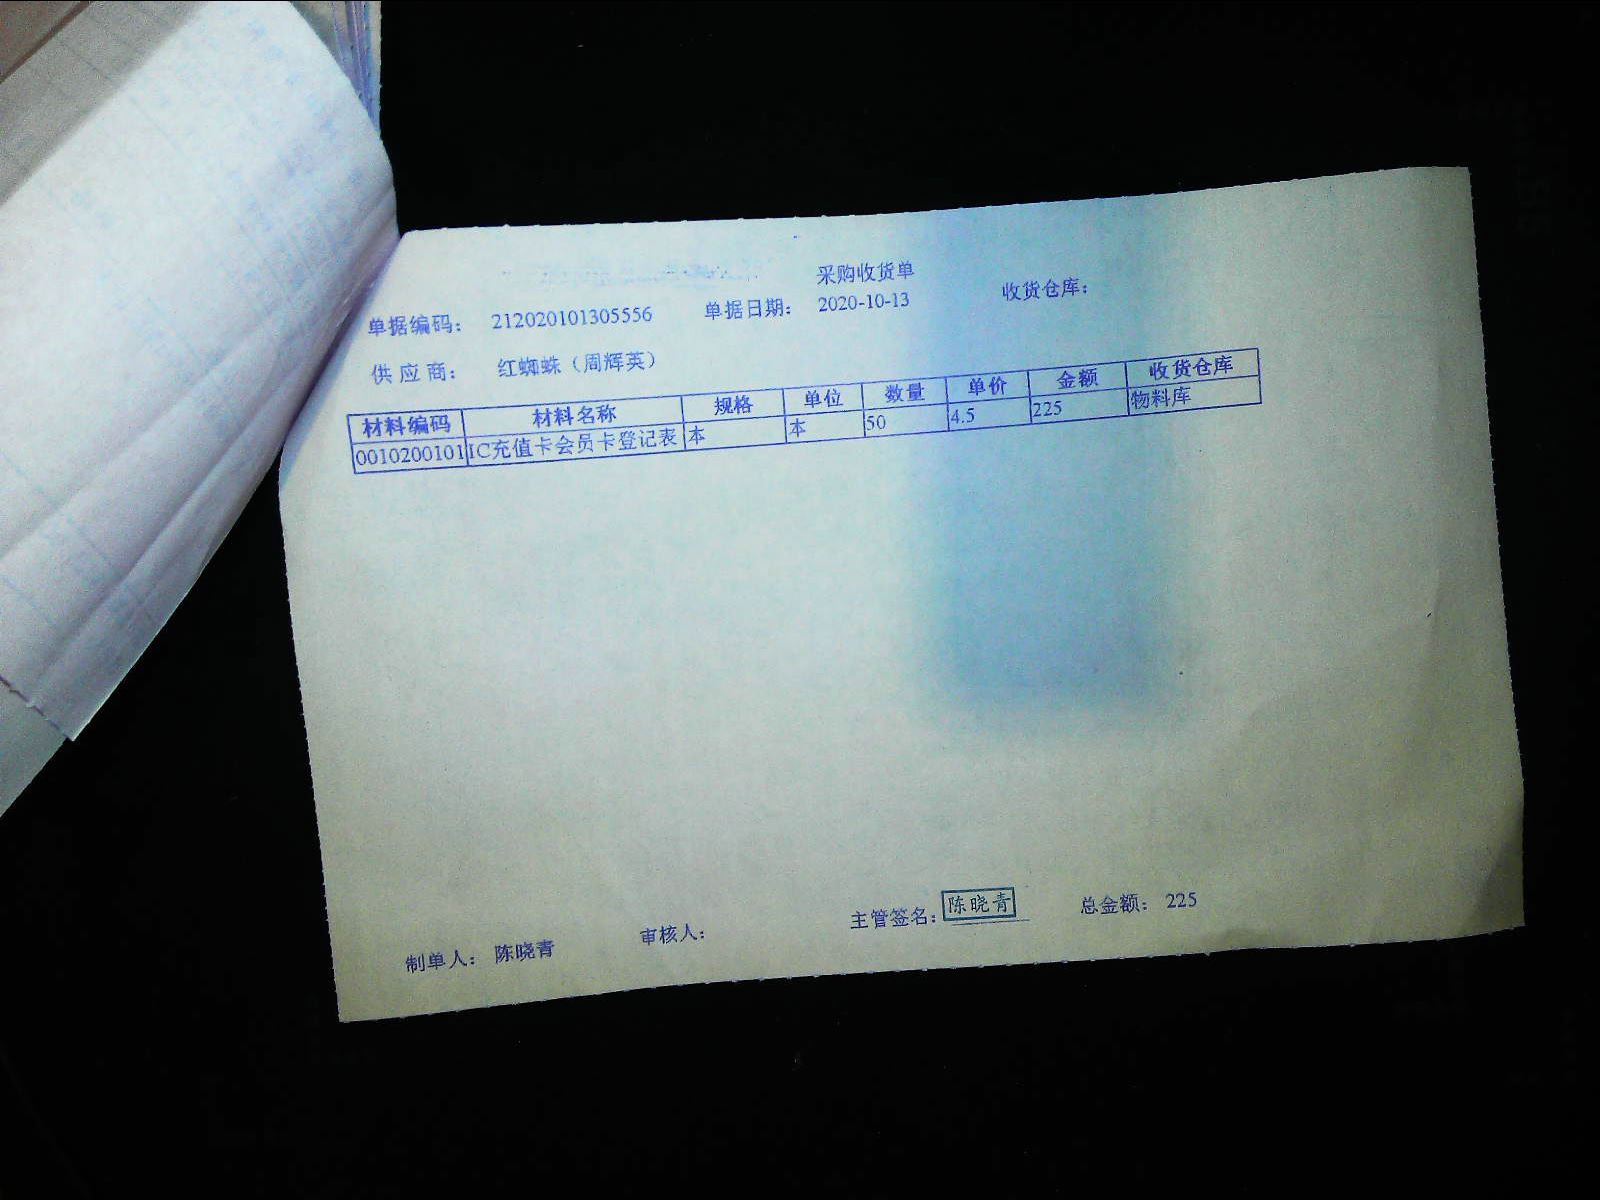 采购收货单
单据编码： 212020101305556 单据日期： 2020-10-13 收货仓库：
供应商： 红蜘蛛（周辉英）
材料编码 材料名称 规格 单位 数量 单价 金额 收货仓库
0010200101 IC充值卡会员卡登记表 本 本 50 4.5 225 物料库
制单人： 陈晓青 审核人： 主管签名： 陈晓青 总金额： 225